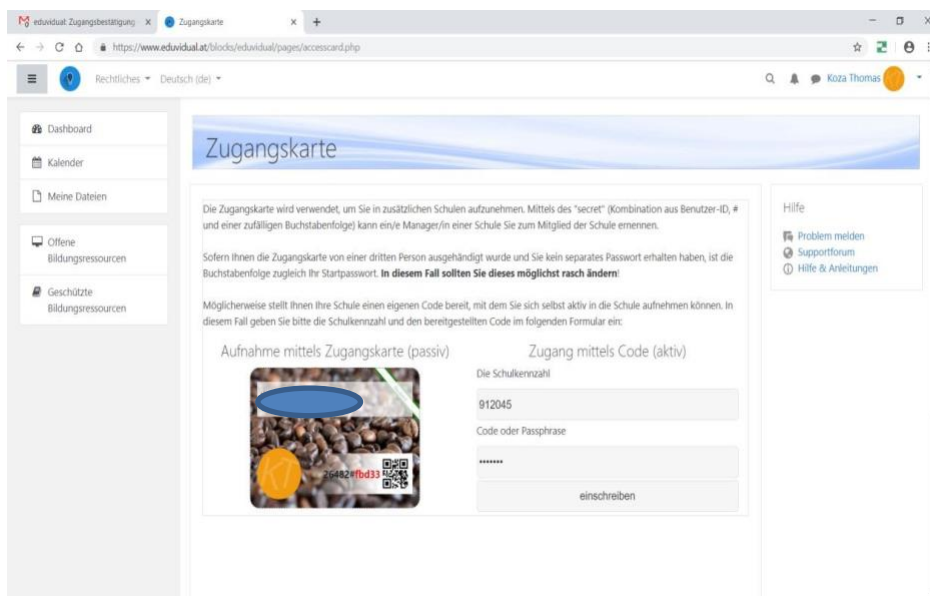 eduvidual: Zugangsbestätigung
Zugangskarte
https://www.eduvidual.at/blocks/eduvidual/pages/accesscard.php
Rechtliches
Deutsch (de)
Koza Thomas
Dashboard
Kalender
Meine Dateien
Offene
Bildungsressourcen
Geschützte
Bildungsressourcen
Zugangskarte
Die Zugangskarte wird verwendet, um Sie in zusätzlichen Schulen aufzunehmen. Mittels des "secret" (Kombination aus Benutzer-ID, #
und einer zufälligen Buchstabenfolge) kann ein/e Manager/in einer Schule Sie zum Mitglied der Schule ernennen.
Sofern Ihnen die Zugangskarte von einer dritten Person ausgehändigt wurde und Sie kein separates Passwort erhalten haben, ist die
Buchstabenfolge zugleich Ihr Startpasswort. In diesem Fall sollten Sie dieses möglichst rasch ändern!
Möglicherweise stellt Ihnen Ihre Schule einen eigenen Code bereit, mit dem Sie sich selbst aktiv in die Schule aufnehmen können. In
diesem Fall geben Sie bitte die Schulkennzahl und den bereitgestellten Code im folgenden Formular ein:
Aufnahme mittels Zugangskarte (passiv)
KT
26482#fbd33
Zugang mittels Code (aktiv)
Die Schulkennzahl
912045
Code oder Passphrase
•••••••
einschreiben
Hilfe
Problem melden
Supportforum
Hilfe & Anleitungen